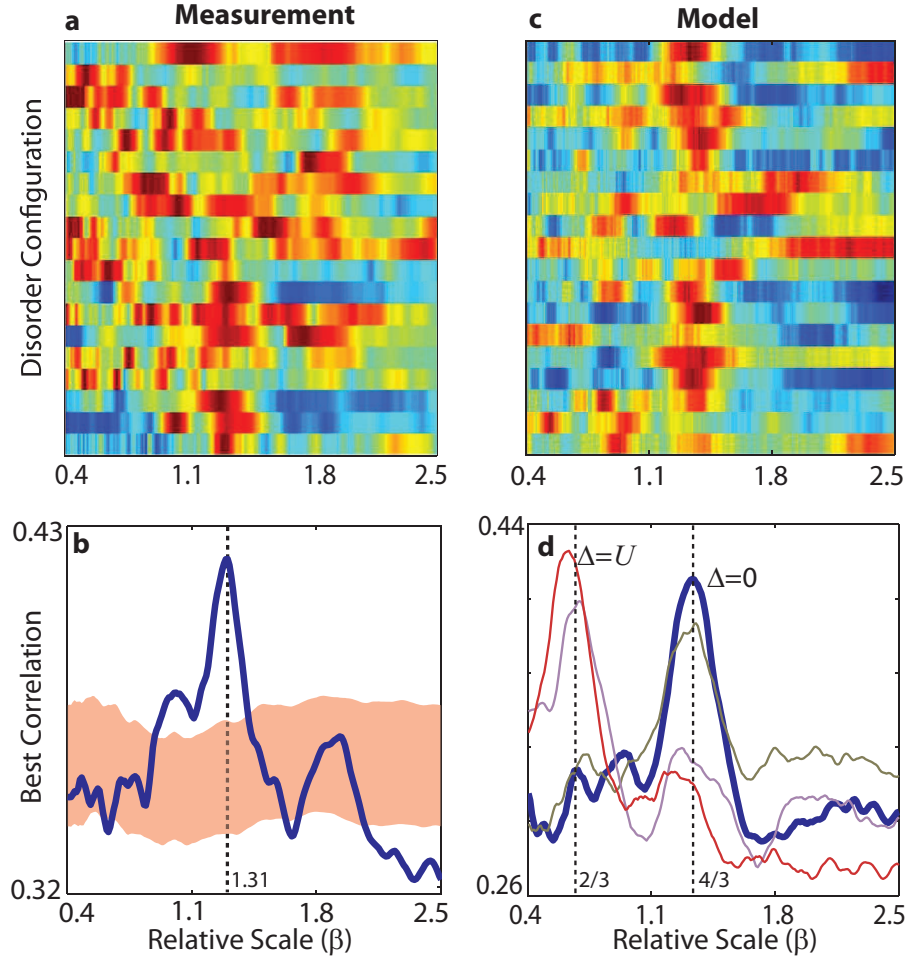 Measurement
Model
a
c
Disorder Configuration
0.4 1.1 1.8 2.5
0.4 1.1 1.8 2.5
0.43
b
0.32
1.31
0.4 1.1 1.8 2.5
Best Correlation
Relative Scale (β)
0.44
d
Δ=U
Δ=0
0.26
2/3
4/3
0.4 1.1 1.8 2.5
Relative Scale (β)